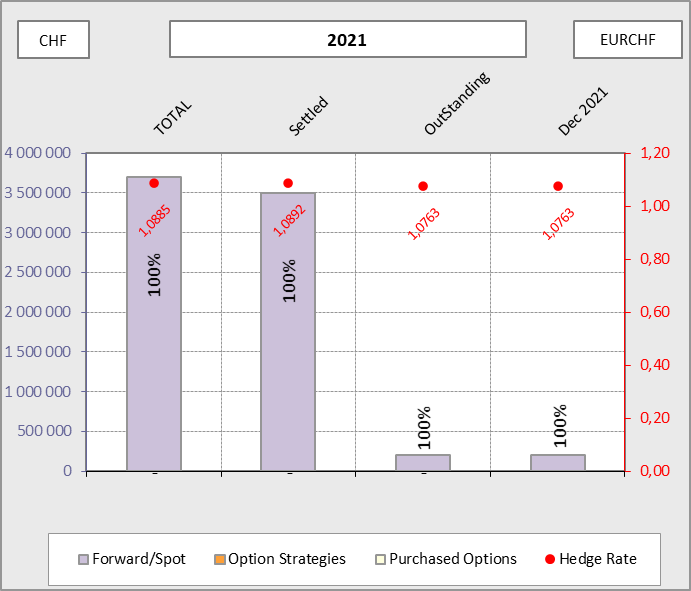 CHF
2021
EURCHF
TOTAL
Settled
OutStanding
Dec 2021
4 000 000
3 500 000
3 000 000
2 500 000
2 000 000
1 500 000
1 000 000
500 000
0
1,20
1,00
0,80
0,60
0,40
0,20
0,00
1,0885
1,0892
1,0763
1,0763
100%
100%
100%
100%
-
-
-
Forward/Spot
Option Strategies
Purchased Options
Hedge Rate